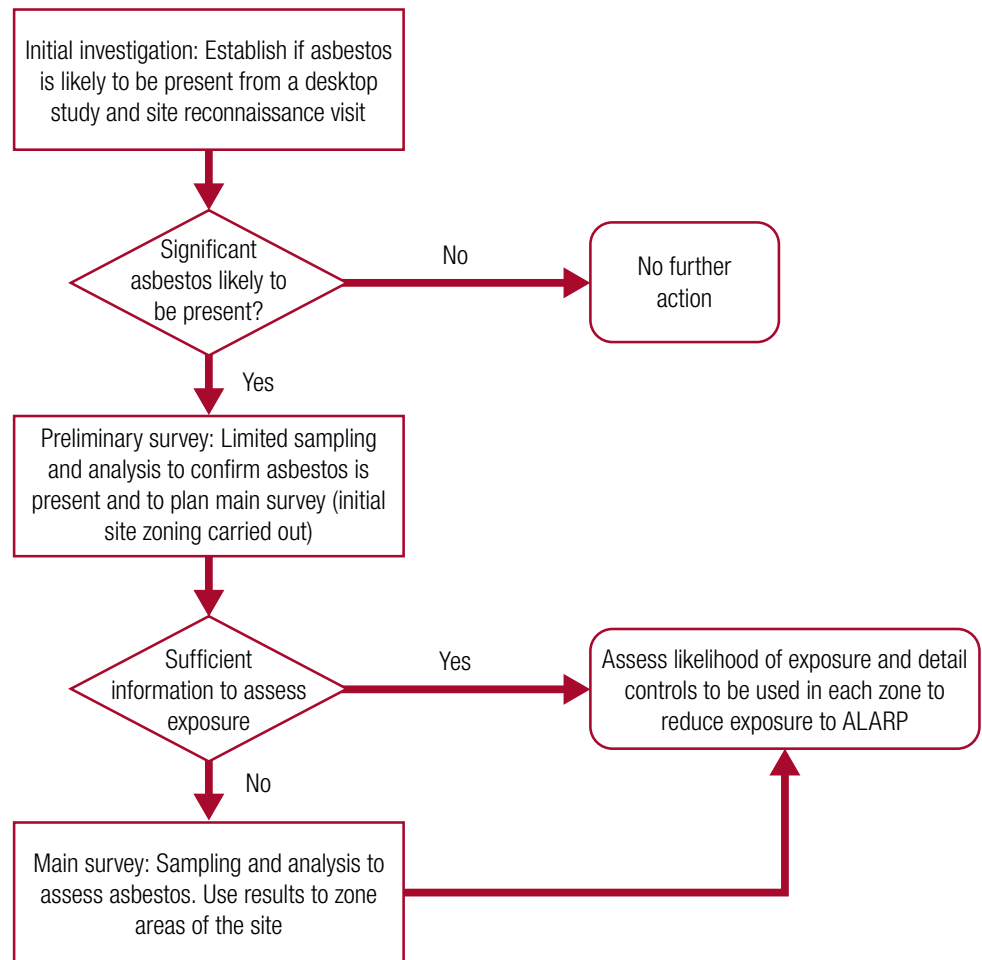 Initial investigation: Establish if asbestos
is likely to be present from a desktop
study and site reconnaissance visit
Significant
asbestos likely to
be present?
No
No further
action
Yes
Preliminary survey: Limited sampling
and analysis to confirm asbestos is
present and to plan main survey (initial
site zoning carried out)
Sufficient
information to assess
exposure
Yes
Assess likelihood of exposure and detail
controls to be used in each zone to
reduce exposure to ALARP
No
Main survey: Sampling and analysis to
assess asbestos. Use results to zone
areas of the site